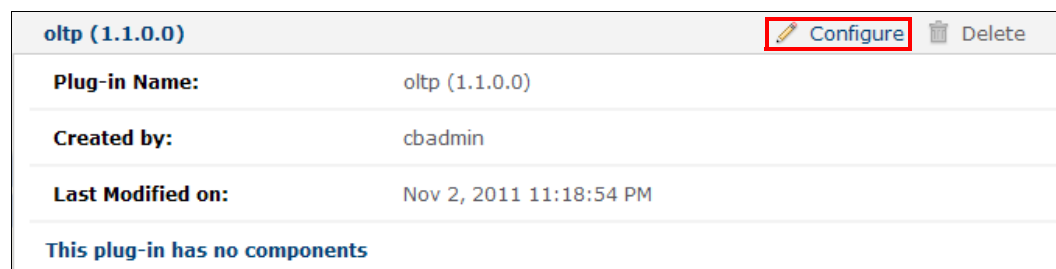 oltp (1.1.0.0) Configure Delete
Plug-in Name: oltp (1.1.0.0)
Created by: cbadmin
Last Modified on: Nov 2, 2011 11:18:54 PM
This plug-in has no components